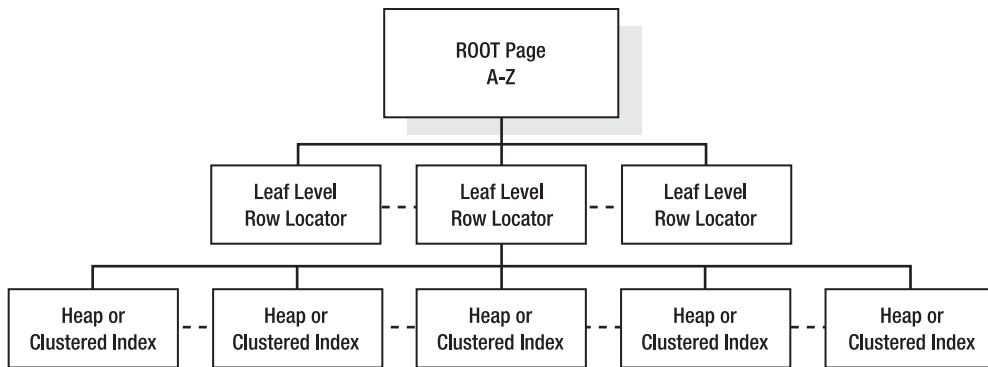 ROOT Page
A-Z
Leaf Level
Row Locator
Leaf Level
Row Locator
Leaf Level
Row Locator
Heap or
Clustered Index
Heap or
Clustered Index
Heap or
Clustered Index
Heap or
Clustered Index
Heap or
Clustered Index